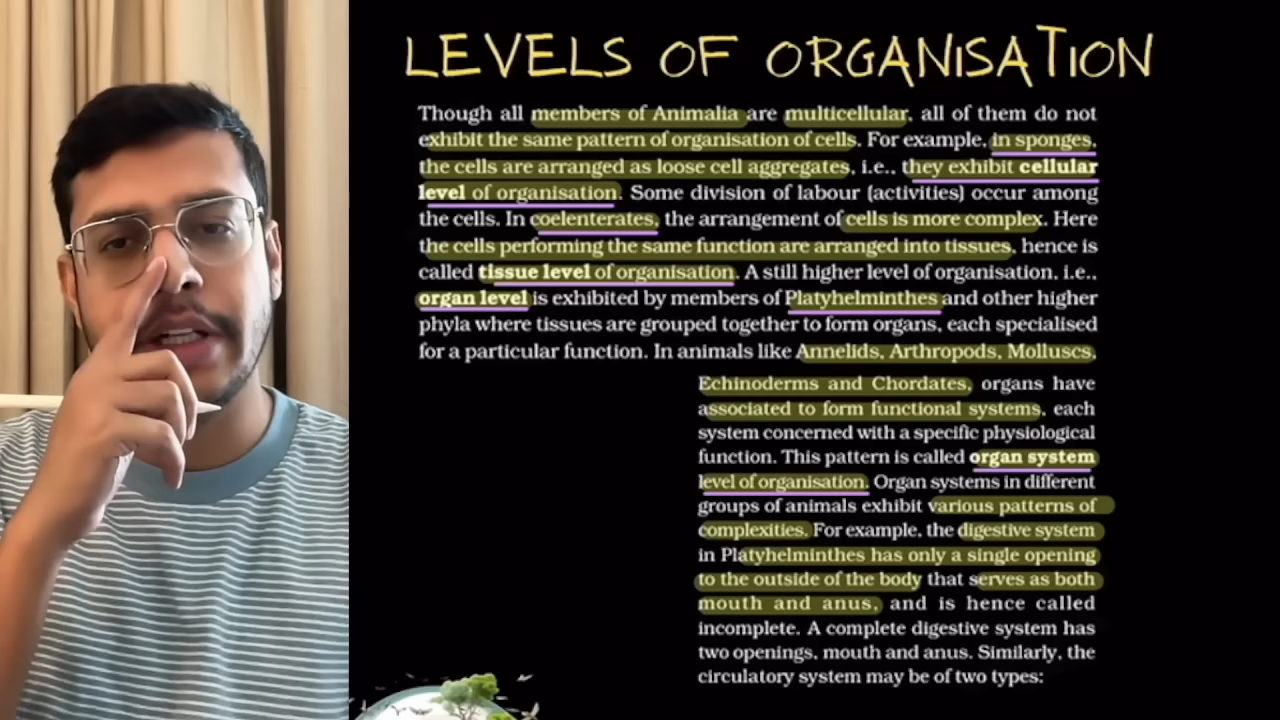 LEVELS OF ORGANISATION
Though all members of Animalia are multicellular, all of them do not
exhibit the same pattern of organisation of cells. For example, in sponges,
the cells are arranged as loose cell aggregates, i.e., they exhibit cellular
level of organisation. Some division of labour (activities) occur among
the cells. In coelenterates, the arrangement of cells is more complex. Here
the cells performing the same function are arranged into tissues, hence is
called tissue level of organisation. A still higher level of organisation, i.e.,
organ level is exhibited by members of Platyhelminthes and other higher
phyla where tissues are grouped together to form organs, each specialised
for a particular function. In animals like Annelids, Arthropods, Molluscs,
Echinoderms and Chordates, organs have
associated to form functional systems, each
system concerned with a specific physiological
function. This pattern is called organ system
level of organisation. Organ systems in different
groups of animals exhibit various patterns of
complexities. For example, the digestive system
in Platyhelminthes has only a single opening
to the outside of the body that serves as both
mouth and anus, and is hence called
incomplete. A complete digestive system has
two openings, mouth and anus. Similarly, the
circulatory system may be of two types: